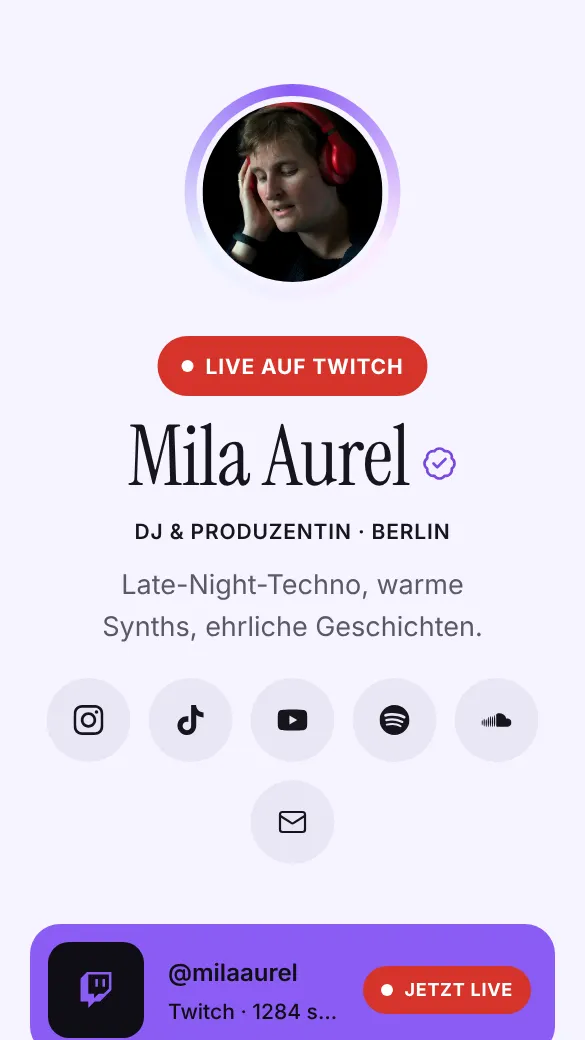 LIVE AUF TWITCH
Mila Aurel
DJ & PRODUZENTIN · BERLIN
Late-Night-Techno, warme
Synths, ehrliche Geschichten.
@milaaurel
JETZT LIVE
Twitch · 1284 s...